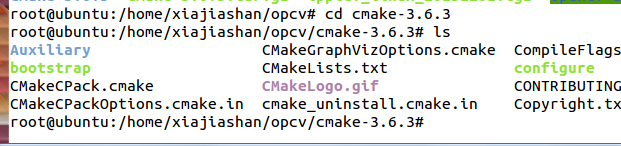 root@ubuntu:/home/xiajiashan/opcv# cd cmake-3.6.3
root@ubuntu:/home/xiajiashan/opcv/cmake-3.6.3# ls
Auxiliary CMakeGraphVizOptions.cmake CompileFlags
bootstrap CMakeLists.txt configure
CMakeCPack.cmake CMakeLogo.gif CONTRIBUTING
CMakeCPackOptions.cmake.in cmake_uninstall.cmake.in Copyright.tx
root@ubuntu:/home/xiajiashan/opcv/cmake-3.6.3#